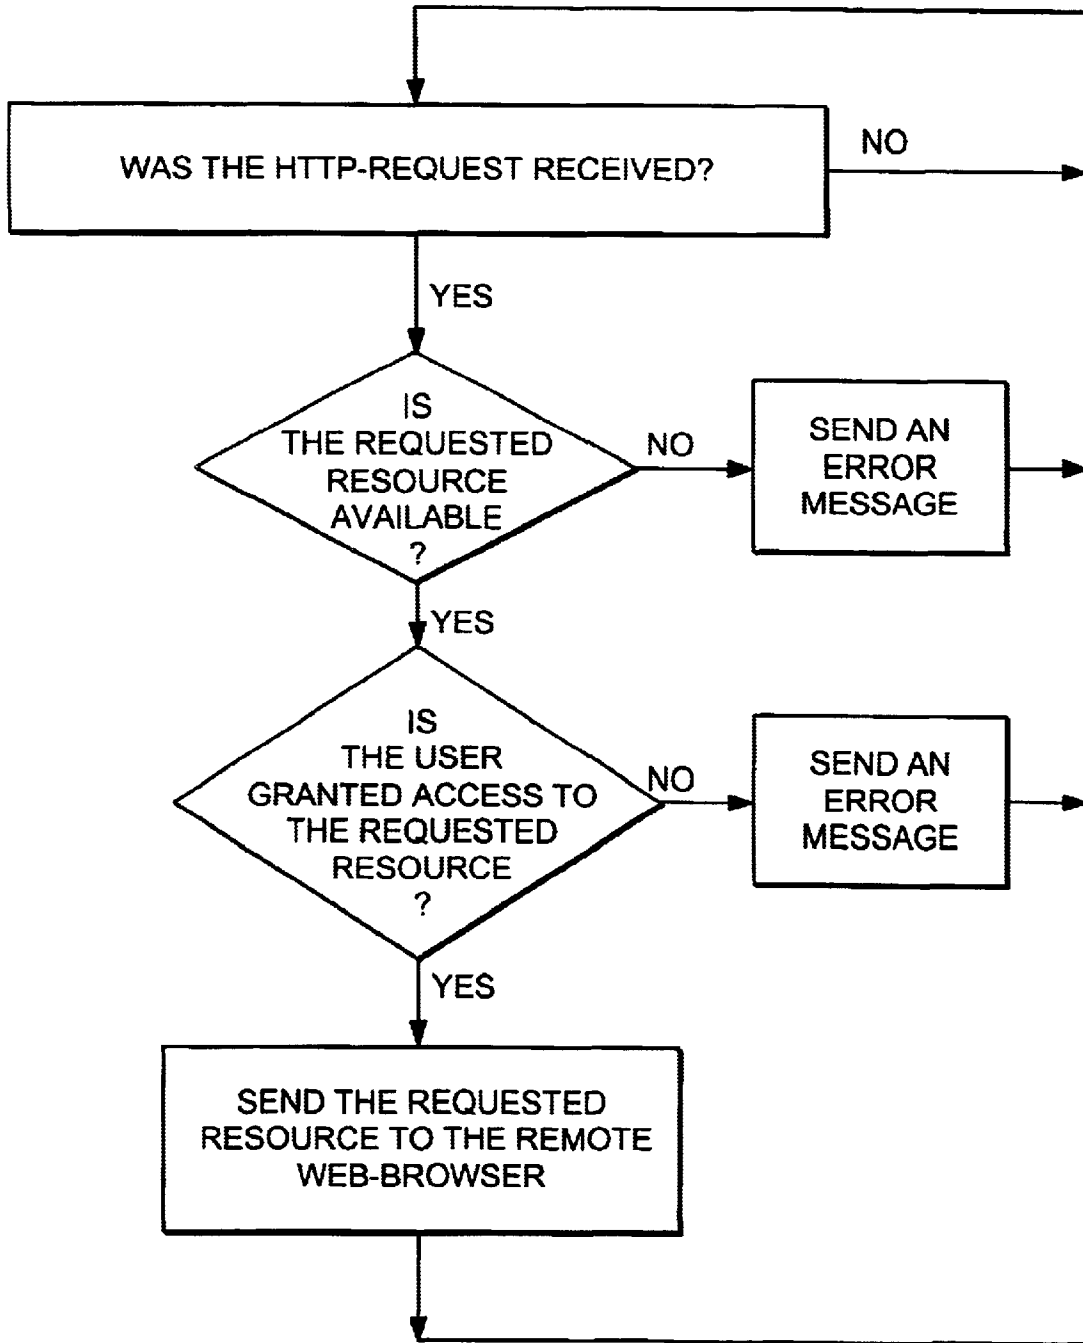 WAS THE HTTP-REQUEST RECEIVED?
NO
YES
IS
THE REQUESTED
RESOURCE
AVAILABLE
?
NO
SEND AN
ERROR
MESSAGE
YES
IS
THE USER
GRANTED ACCESS TO
THE REQUESTED
RESOURCE
?
NO
SEND AN
ERROR
MESSAGE
YES
SEND THE REQUESTED
RESOURCE TO THE REMOTE
WEB-BROWSER